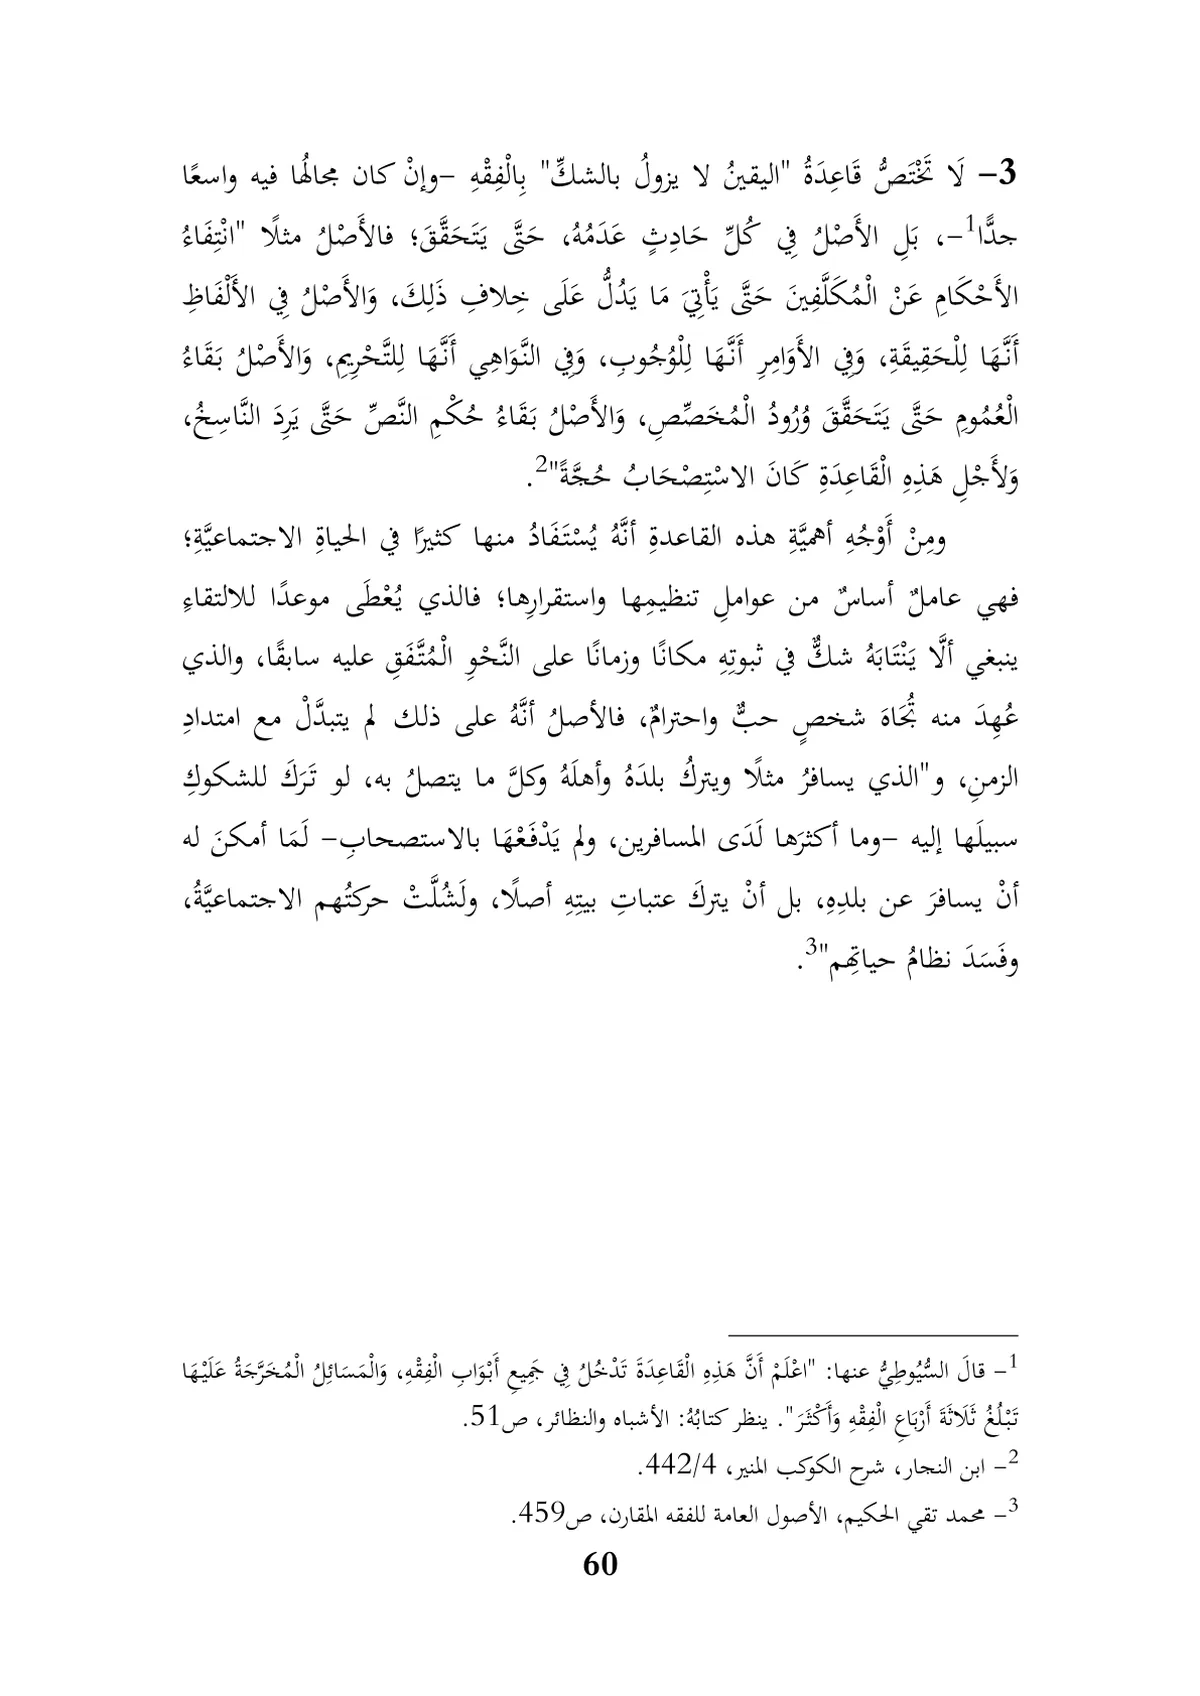 3- لَا تَخْتَصُّ قَاعِدَةُ "اليقينُ لا يزولُ بالشكِّ" بِالْفِقْهِ -وإنْ كان مجالهُا فيه واسعًا
جدًّا1-، بَلِ الأَصْلُ فِي كُلِّ حَادِثٍ عَدَمُهُ، حَتَّى يَتَحَقَّقَ؛ فالأَصْلُ مثلًا "انْتِفَاءُ
الأَحْكَامِ عَنْ الْمُكَلَّفِينَ حَتَّى يَأْتِيَ مَا يَدُلُّ عَلَى خِلافِ ذَلِكَ، وَالأَصْلُ فِي الأَلْفَاظِ
أَنَّهَا لِلْحَقِيقَةِ، وَفِي الأَوَامِرِ أَنَّهَا لِلْوُجُوبِ، وَفِي النَّوَاهِي أَنَّهَا لِلتَّحْرِيمِ، وَالأَصْلُ بَقَاءُ
الْعُمُومِ حَتَّى يَتَحَقَّقَ وُرُودُ الْمُخَصِّصِ، وَالأَصْلُ بَقَاءُ حُكْمِ النَّصِّ حَتَّى يَرِدَ النَّاسِخُ،
وَلأَجْلِ هَذِهِ الْقَاعِدَةِ كَانَ الاسْتِصْحَابُ حُجَّةً"2.
ومِنْ أَوْجُهِ أهميَّةِ هذه القاعدةِ أنَّهُ يُسْتَفَادُ منها كثيرًا في الحياةِ الاجتماعيَّةِ؛
فهي عاملٌ أساسٌ من عواملِ تنظيمِها واستقرارِها؛ فالذي يُعْطَى موعدًا للالتقاءِ
ينبغي ألَّا يَنْتَابَهُ شكٌّ في ثبوتِهِ مكانًا وزمانًا على النَّحْوِ الْمُتَّفَقِ عليه سابقًا، والذي
عُهِدَ منه تُجَاهَ شخصٍ حبٌّ واحترامٌ، فالأصلُ أنَّهُ على ذلك لم يتبدَّلْ مع امتدادِ
الزمنِ، و"الذي يسافرُ مثلًا ويتركُ بلدَهُ وأهلَهُ وكلَّ ما يتصلُ به، لو تَرَكَ للشكوكِ
سبيلَها إليه -وما أكثرَها لَدَى المسافرين، ولم يَدْفَعْهَا بالاستصحابِ- لَمَا أمكنَ له
أنْ يسافرَ عن بلدِهِ، بل أنْ يتركَ عتباتِ بيتِهِ أصلًا، ولَشُلَّتْ حركتُهم الاجتماعيَّةُ،
وفَسَدَ نظامُ حياتِهم"3.
1- قالَ السُّيُوطِيُّ عنها: "اعْلَمْ أَنَّ هَذِهِ الْقَاعِدَةَ تَدْخُلُ فِي جَمِيعِ أَبْوَابِ الْفِقْهِ، وَالْمَسَائِلُ الْمُخَرَّجَةُ عَلَيْهَا
تَبْلُغُ ثَلَاثَةَ أَرْبَاعِ الْفِقْهِ وَأَكْثَرَ". ينظر كتابُهُ: الأشباه والنظائر، ص51.
2- ابن النجار، شرح الكوكب المنير، 442/4.
3- محمد تقي الحكيم، الأصول العامة للفقه المقارن، ص459.
60